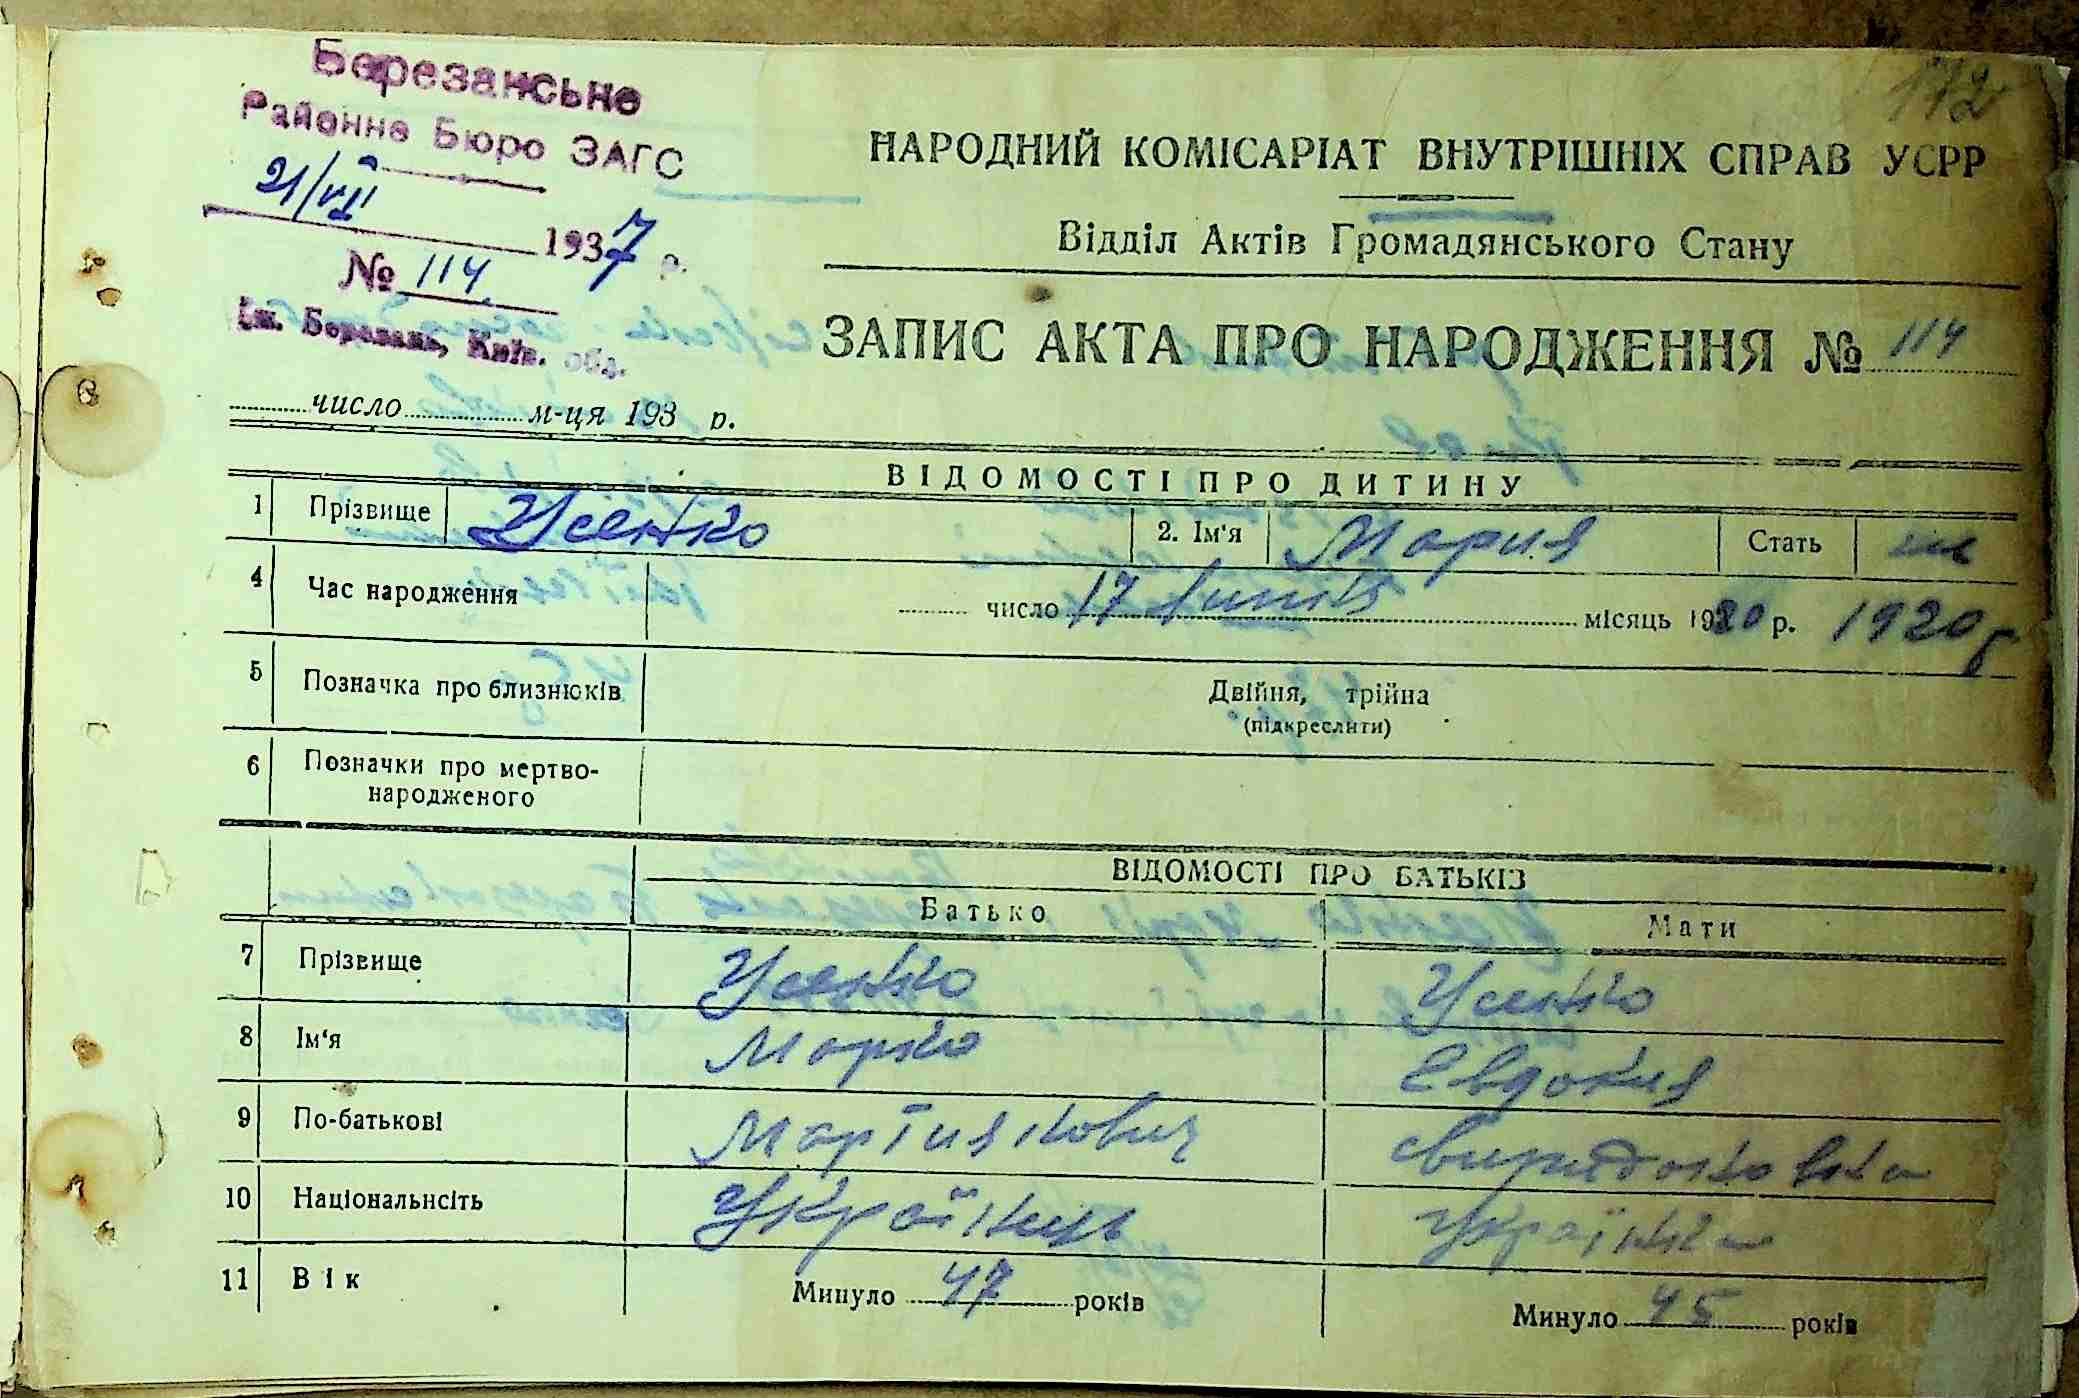 172
Березанське
Районне Бюро ЗАГС
21/VII 1937 р.
№ 114
ст. Березань, Київ. обл.
НАРОДНИЙ КОМІСАРІАТ ВНУТРІШНІХ СПРАВ УСРР
Відділ Актів Громадянського Стану
ЗАПИС АКТА ПРО НАРОДЖЕННЯ № 114
число м-ця 193 р.
ВІДОМОСТІ ПРО ДИТИНУ
1 Прізвище Усенко 2. Ім'я Мария Стать
4 Час народження число 17 місяць 1920 р. 1920 г
5 Позначка про близнюків Двійня, трійна
(підкреслити)
6 Позначки про мертво-
народженого
ВІДОМОСТІ ПРО БАТЬКІВ
Батько Мати
7 Прізвище Усенко Усенко
8 Ім'я Марко Евдокия
9 По-батькові Мартиянович Свиридоновна
10 Національнсіть Українець Українка
11 Вік Минуло 47 років Минуло 45 років